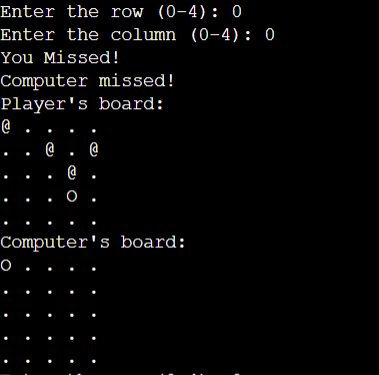 Enter the row (0-4): 0
Enter the column (0-4): 0
You Missed!
Computer missed!
Player's board:
@ . . . .
. . @ . @
. . . @ .
. . . O .
. . . . .
Computer's board:
O . . . .
. . . . .
. . . . .
. . . . .
. . . . .